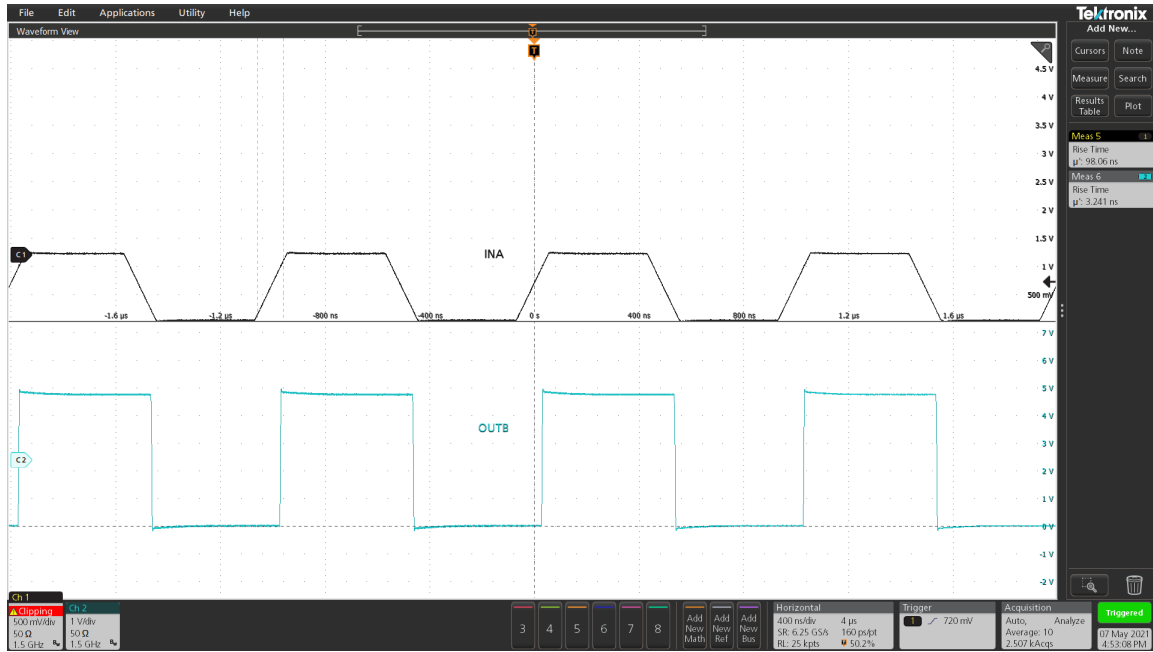 File Edit Applications Utility Help
Tektronix
Waveform View
Add New...
T
T
Cursors Note
Measure Search
Results Table Plot
4.5 V
4 V
3.5 V
3 V
2.5 V
2 V
1.5 V
1 V
500 mV
Meas 5 1
Rise Time
µ': 98.06 ns
Meas 6 2
Rise Time
µ': 3.241 ns
C1
INA
-1.6 µs -1.2 µs -800 ns -400 ns 0 s 400 ns 800 ns 1.2 µs 1.6 µs
7 V
6 V
5 V
4 V
3 V
2 V
1 V
0 V
-1 V
-2 V
OUTB
C2
Ch 1
Clipping
500 mV/div
50 Ω
1.5 GHz Bw
Ch 2
1 V/div
50 Ω
1.5 GHz Bw
3 4 5 6 7 8
Add New Math
Add New Ref
Add New Bus
Horizontal
400 ns/div 4 µs
SR: 6.25 GS/s 160 ps/pt
RL: 25 kpts 50.2%
Trigger
1 720 mV
Acquisition
Auto, Analyze
Average: 10
2.507 kAcqs
Triggered
07 May 2021
4:53:08 PM